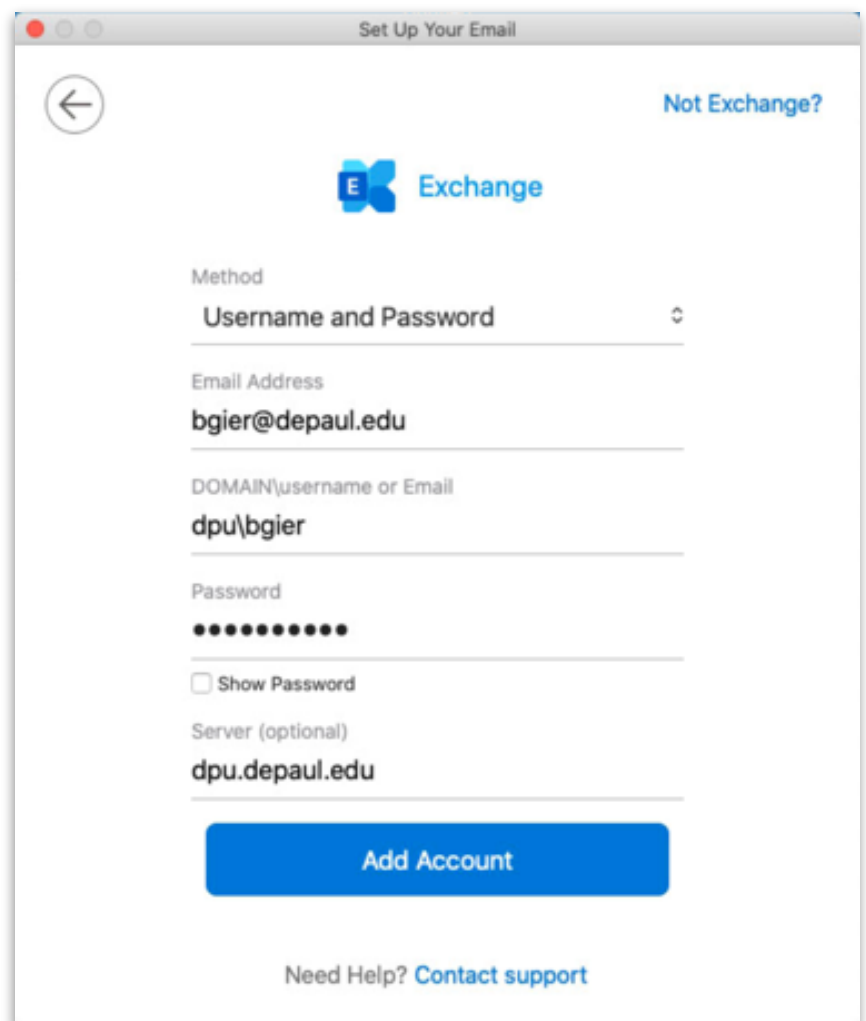 Set Up Your Email
Not Exchange?
E Exchange
Method
Username and Password
Email Address
bgier@depaul.edu
DOMAIN\username or Email
dpu\bgier
Password
••••••••••
Show Password
Server (optional)
dpu.depaul.edu
Add Account
Need Help? Contact support